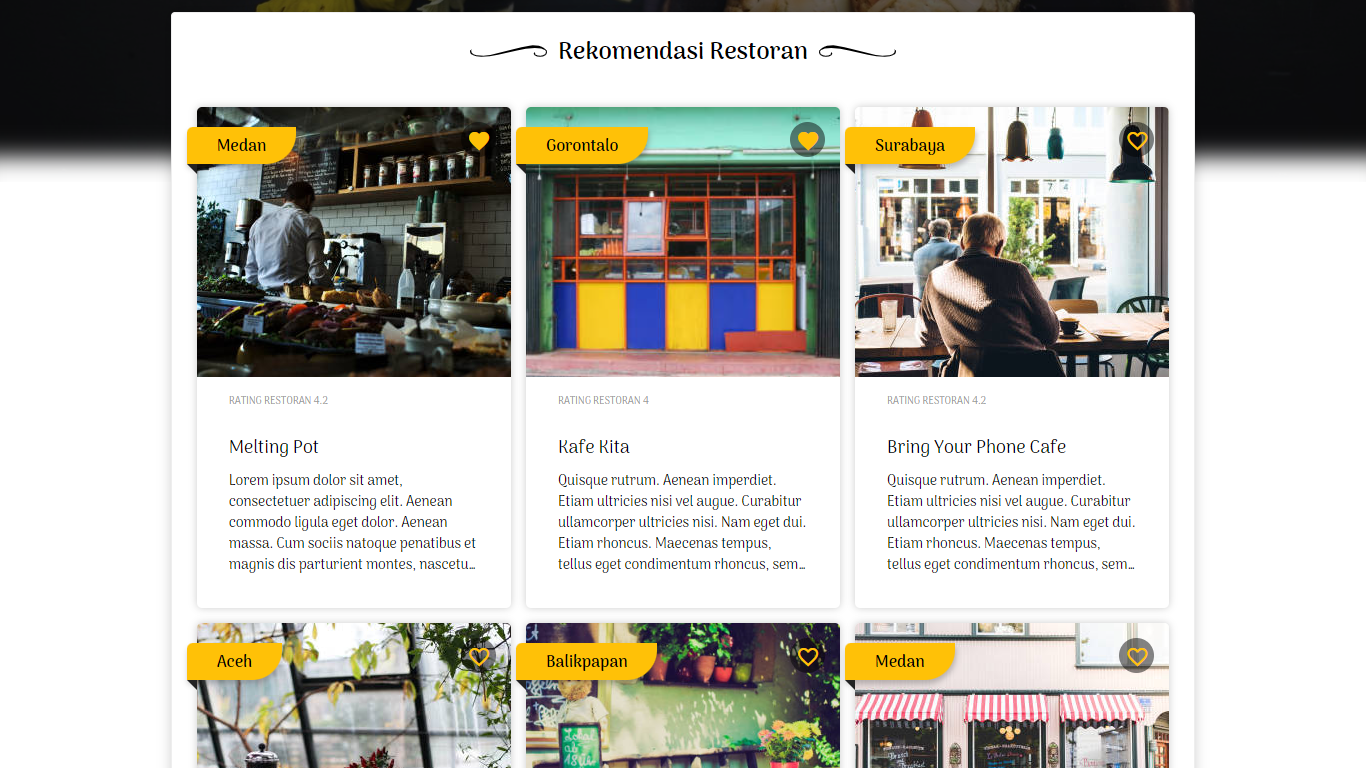 Rekomendasi Restoran
Medan
Gorontalo
Surabaya
RATING RESTORAN 4.2
RATING RESTORAN 4
RATING RESTORAN 4.2
Melting Pot
Kafe Kita
Bring Your Phone Cafe
Lorem ipsum dolor sit amet,
consectetuer adipiscing elit. Aenean
commodo ligula eget dolor. Aenean
massa. Cum sociis natoque penatibus et
magnis dis parturient montes, nascetu...
Quisque rutrum. Aenean imperdiet.
Etiam ultricies nisi vel augue. Curabitur
ullamcorper ultricies nisi. Nam eget dui.
Etiam rhoncus. Maecenas tempus,
tellus eget condimentum rhoncus, sem...
Quisque rutrum. Aenean imperdiet.
Etiam ultricies nisi vel augue. Curabitur
ullamcorper ultricies nisi. Nam eget dui.
Etiam rhoncus. Maecenas tempus,
tellus eget condimentum rhoncus, sem...
Aceh
Balikpapan
Medan